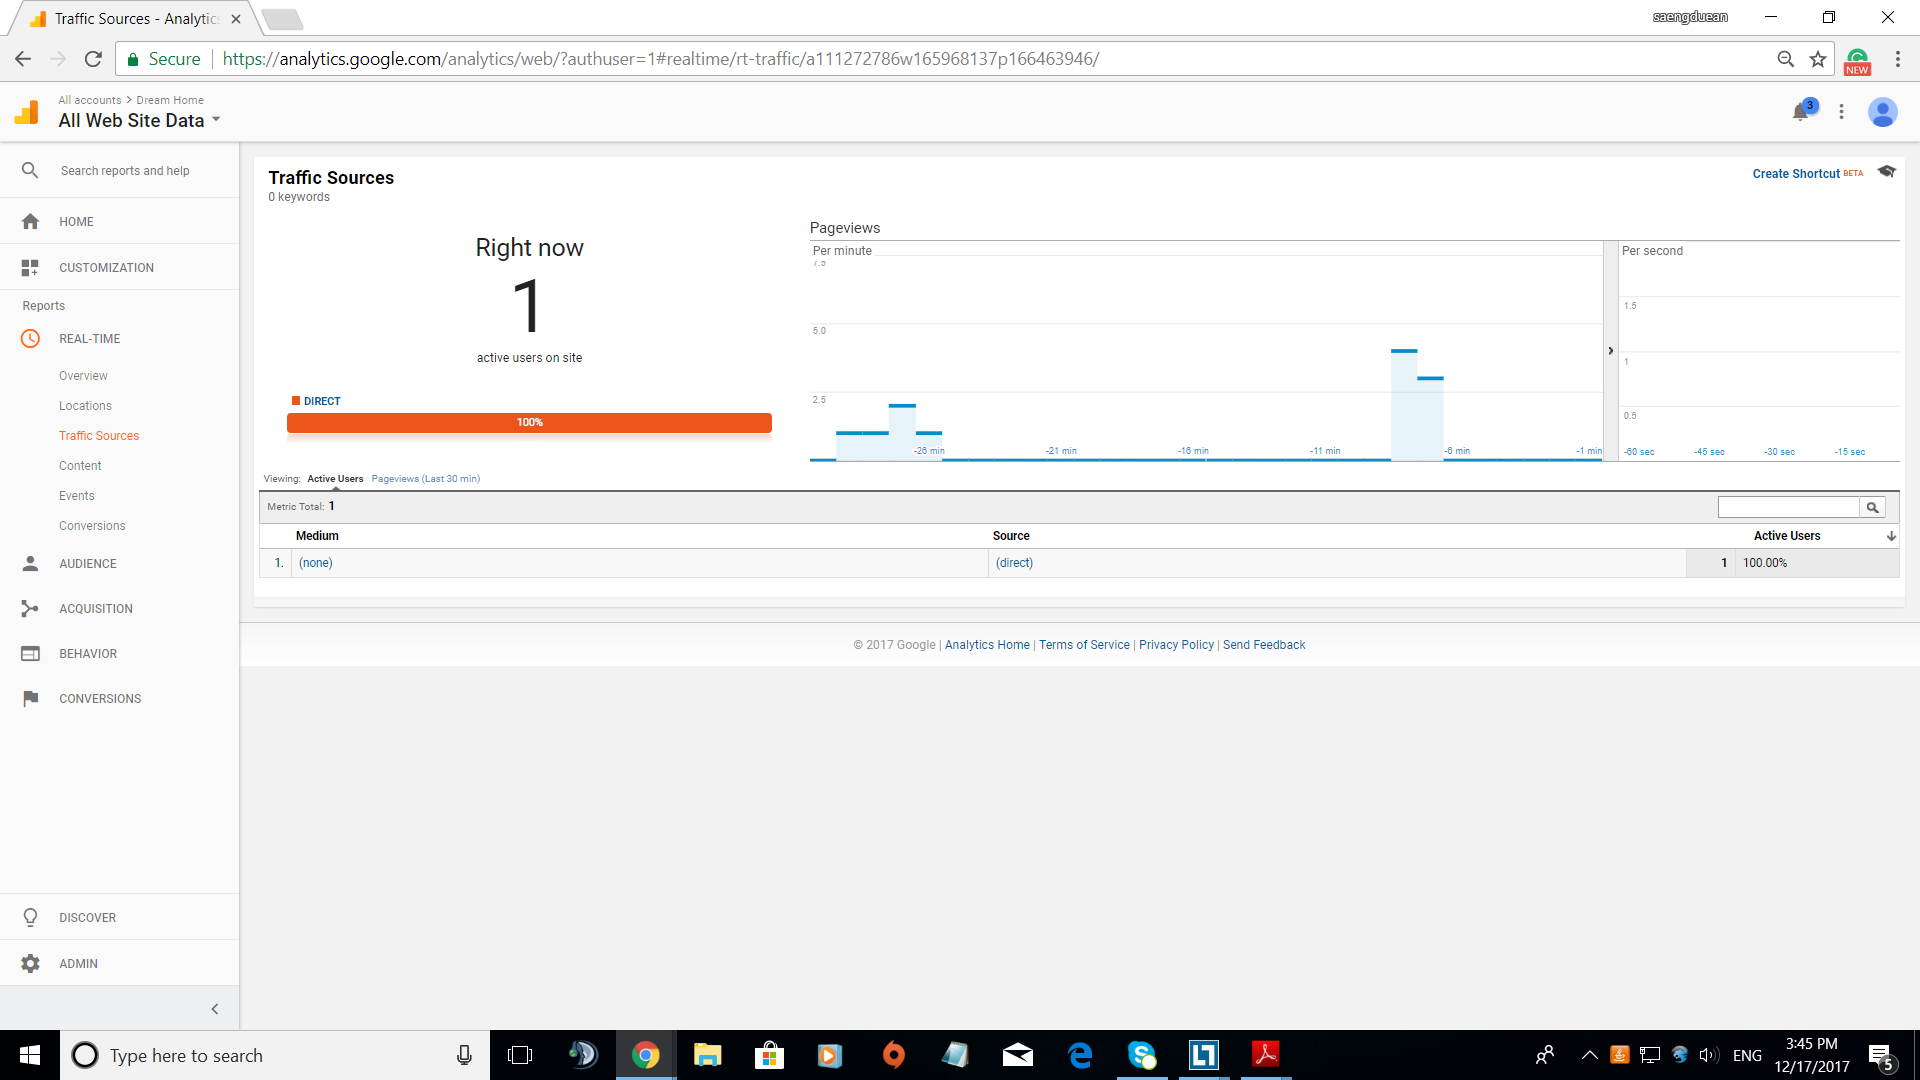 Traffic Sources - Analytics
saengduean
Secure
https://analytics.google.com/analytics/web/?authuser=1#realtime/rt-traffic/a111272786w165968137p166463946/
NEW
All accounts > Dream Home
All Web Site Data
3
Search reports and help
HOME
CUSTOMIZATION
Reports
REAL-TIME
Overview
Locations
Traffic Sources
Content
Events
Conversions
AUDIENCE
ACQUISITION
BEHAVIOR
CONVERSIONS
DISCOVER
ADMIN
Traffic Sources
0 keywords
Create Shortcut BETA
Right now
1
active users on site
DIRECT
100%
Pageviews
Per minute
7.5
5.0
2.5
-26 min
-21 min
-16 min
-11 min
-6 min
-1 min
Per second
1.5
1
0.5
-60 sec
-45 sec
-30 sec
-15 sec
Viewing: Active Users Pageviews (Last 30 min)
Metric Total: 1
Medium Source Active Users
1. (none) (direct) 1 100.00%
© 2017 Google | Analytics Home | Terms of Service | Privacy Policy | Send Feedback
Type here to search
ENG
3:45 PM
12/17/2017
5